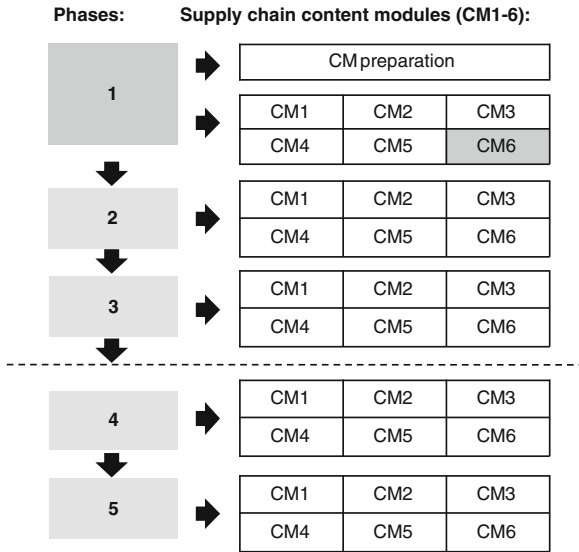 Phases: Supply chain content modules (CM1-6):
CM preparation
1
CM1 CM2 CM3
CM4 CM5 CM6
CM1 CM2 CM3
2
CM4 CM5 CM6
CM1 CM2 CM3
3
CM4 CM5 CM6
CM1 CM2 CM3
4
CM4 CM5 CM6
CM1 CM2 CM3
5
CM4 CM5 CM6